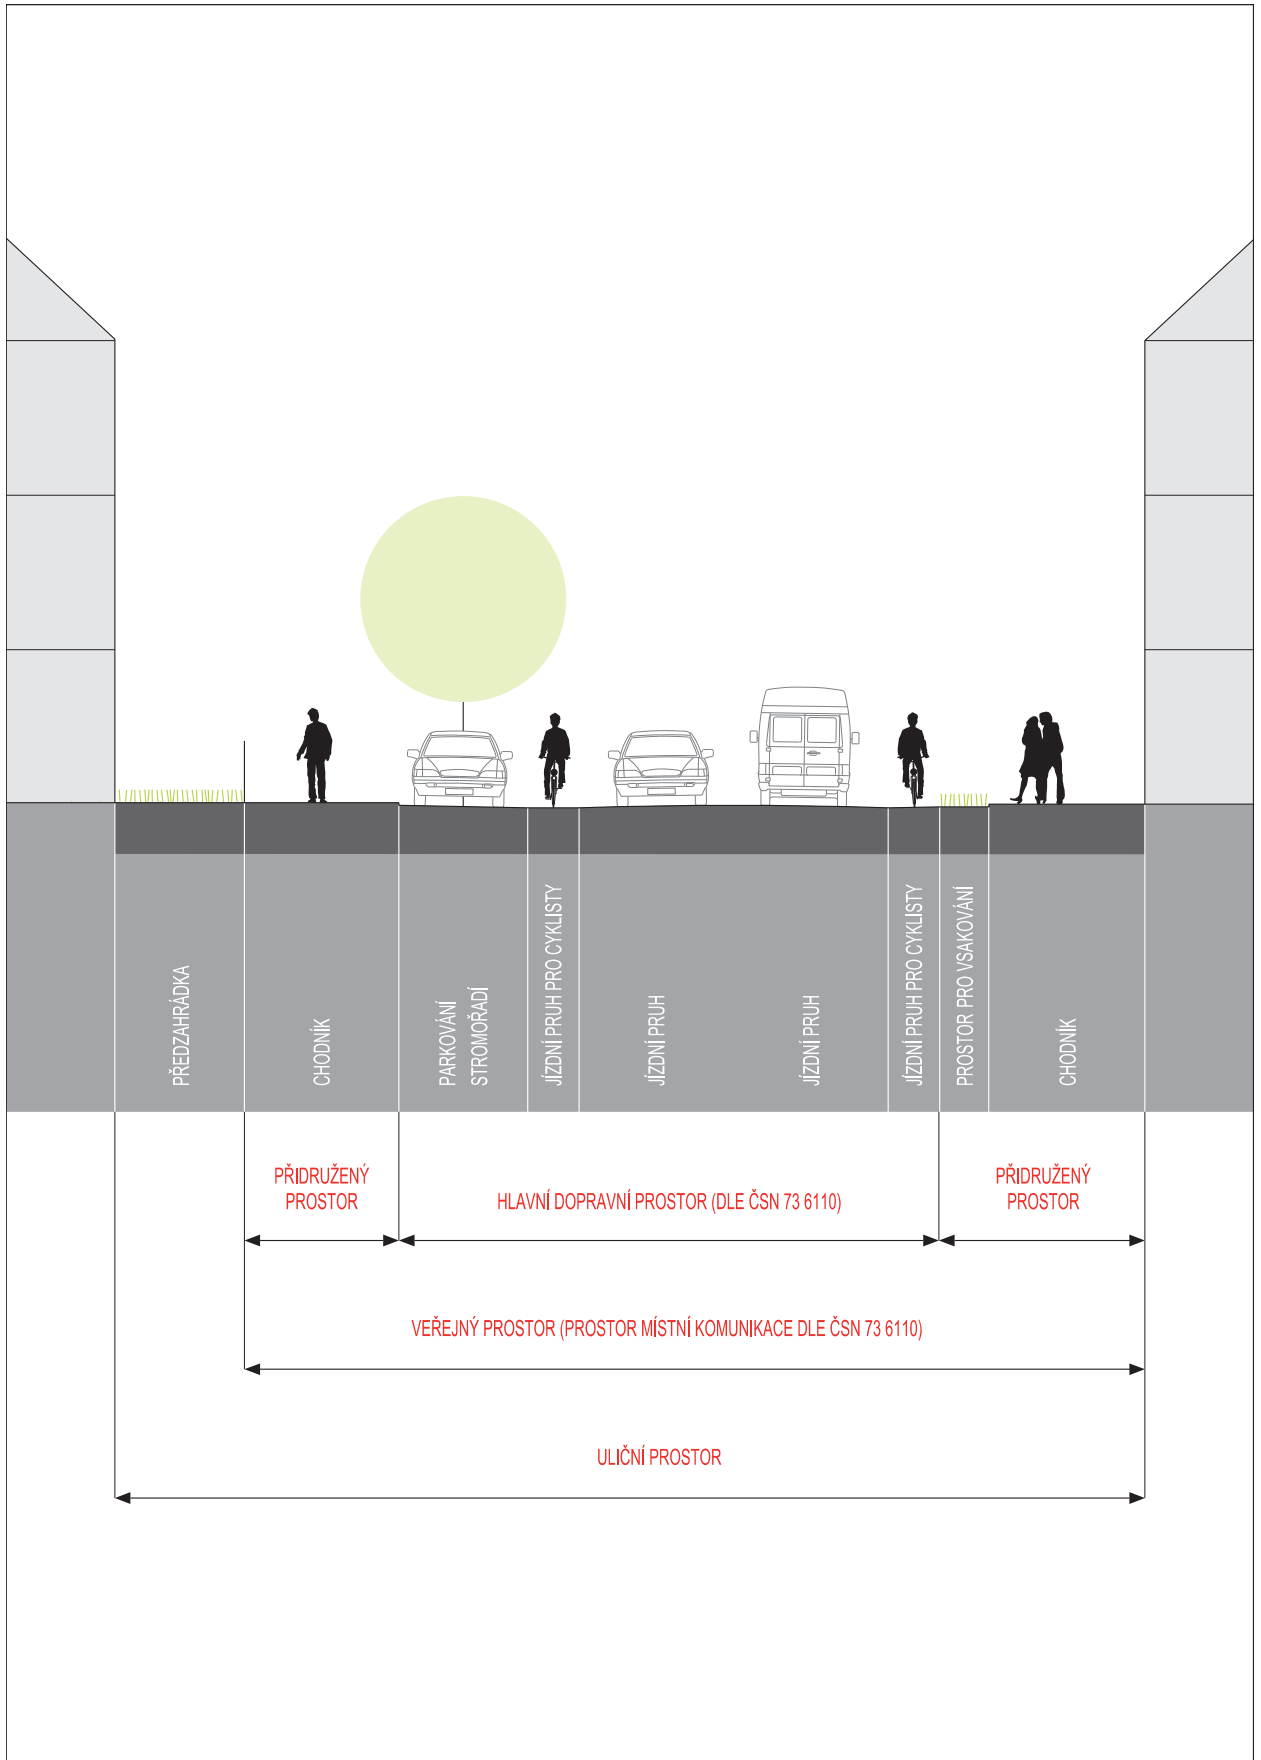 PŘEDZAHRÁDKA
CHODNÍK
PARKOVÁNÍ
STROMOŘADÍ
JÍZDNÍ PRUH PRO CYKLISTY
JÍZDNÍ PRUH
JÍZDNÍ PRUH
JÍZDNÍ PRUH PRO CYKLISTY
PROSTOR PRO VSAKOVÁNÍ
CHODNÍK
PŘIDRUŽENÝ
PROSTOR
HLAVNÍ DOPRAVNÍ PROSTOR (DLE ČSN 73 6110)
PŘIDRUŽENÝ
PROSTOR
VEŘEJNÝ PROSTOR (PROSTOR MÍSTNÍ KOMUNIKACE DLE ČSN 73 6110)
ULIČNÍ PROSTOR